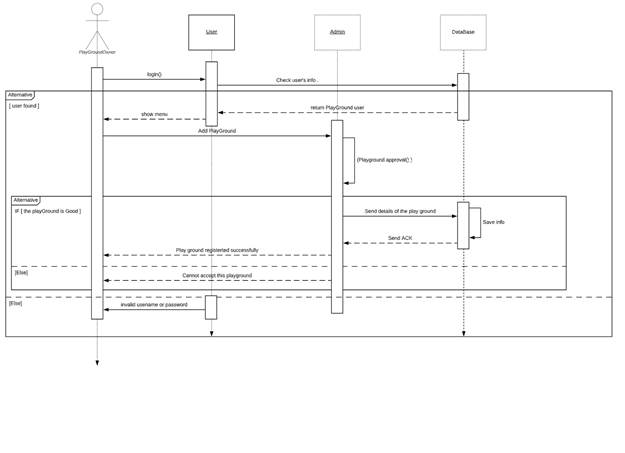 User
Admin
DataBase
PlayGroundOwner
login()
Check user's info .
Alternative
[ user found ]
return PlayGround user
show menu
Add PlayGround
(Playground approval() )
Alternative
IF [ the playGround is Good ]
Send details of the play ground
Save info
Send ACK
Play ground registerted successfully
[Else]
Cannot accept this playground
[Else]
invalid usename or password